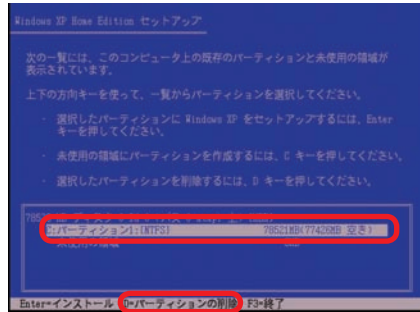 Windows XP Home Edition セットアップ
次の一覧には、このコンピュータ上の既存のパーティションと未使用の領域が
表示されています。
上下の方向キーを使って、一覧からパーティションを選択してください。
・ 選択したパーティションに Windows XP をセットアップするには、Enter
キーを押してください。
・ 未使用の領域にパーティションを作成するには、C キーを押してください。
・ 選択したパーティションを削除するには、D キーを押してください。
C:パーティション1:[NTFS] 78521MB(77426MB 空き)
未使用の領域
Enter=インストール D=パーティションの削除 F3=終了